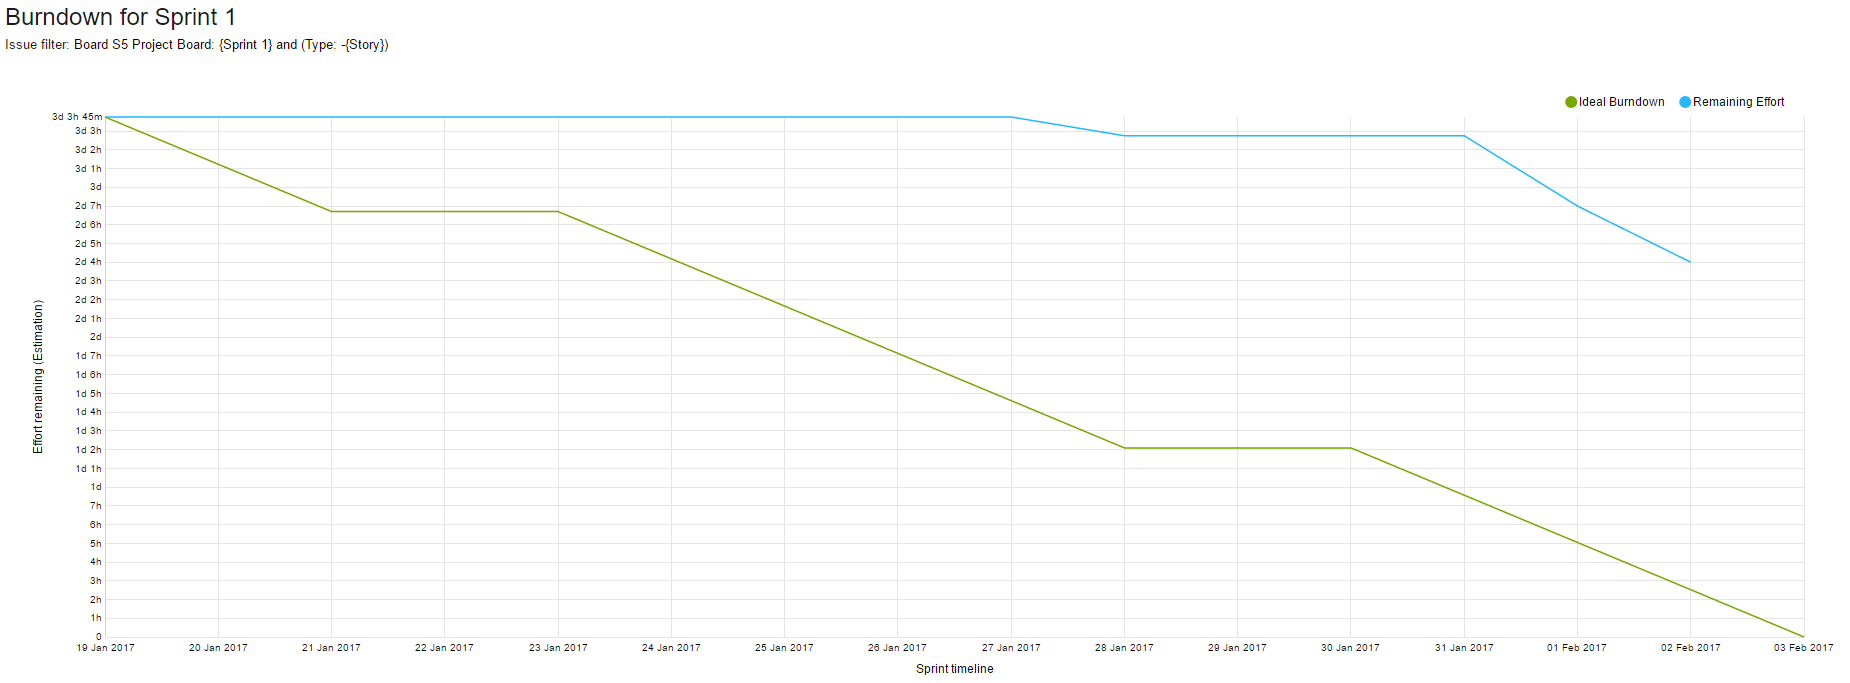 Burndown for Sprint 1
Issue filter: Board S5 Project Board: {Sprint 1} and (Type: -{Story})
Ideal Burndown Remaining Effort
3d 3h 45m
3d 3h
3d 2h
3d 1h
3d
2d 7h
2d 6h
2d 5h
2d 4h
2d 3h
2d 2h
2d 1h
2d
1d 7h
1d 6h
1d 5h
1d 4h
1d 3h
1d 2h
1d 1h
1d
7h
6h
5h
4h
3h
2h
1h
0
Effort remaining (Estimation)
19 Jan 2017 20 Jan 2017 21 Jan 2017 22 Jan 2017 23 Jan 2017 24 Jan 2017 25 Jan 2017 26 Jan 2017 27 Jan 2017 28 Jan 2017 29 Jan 2017 30 Jan 2017 31 Jan 2017 01 Feb 2017 02 Feb 2017 03 Feb 2017
Sprint timeline